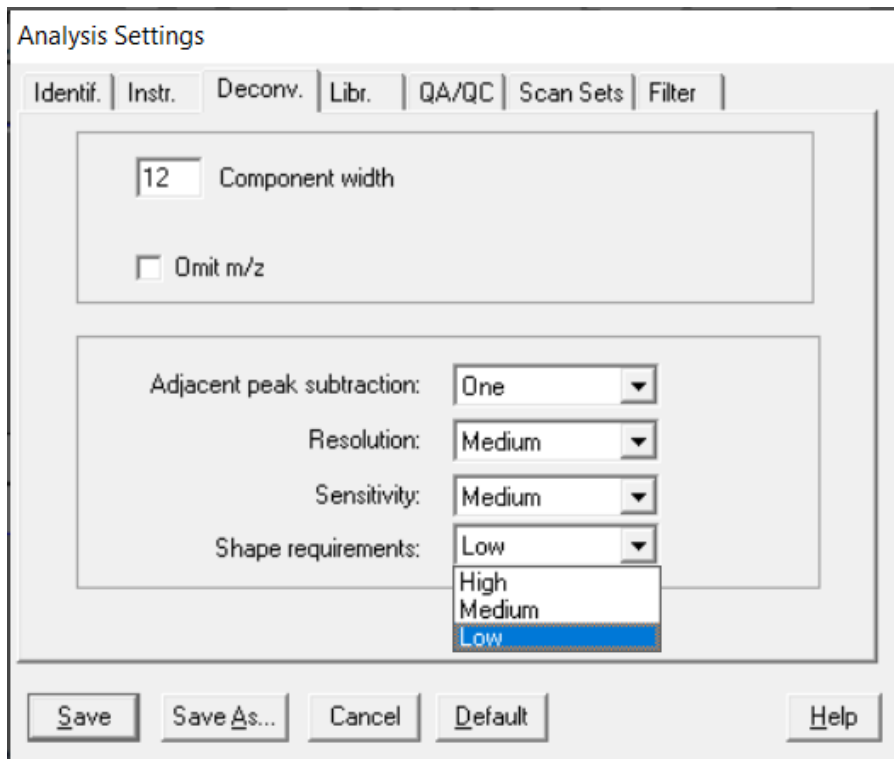 Analysis Settings
Identif. Instr. Deconv. Libr. QA/QC Scan Sets Filter
12 Component width
Omit m/z
Adjacent peak subtraction: One
Resolution: Medium
Sensitivity: Medium
Shape requirements: Low
High
Medium
Low
Save Save As... Cancel Default Help